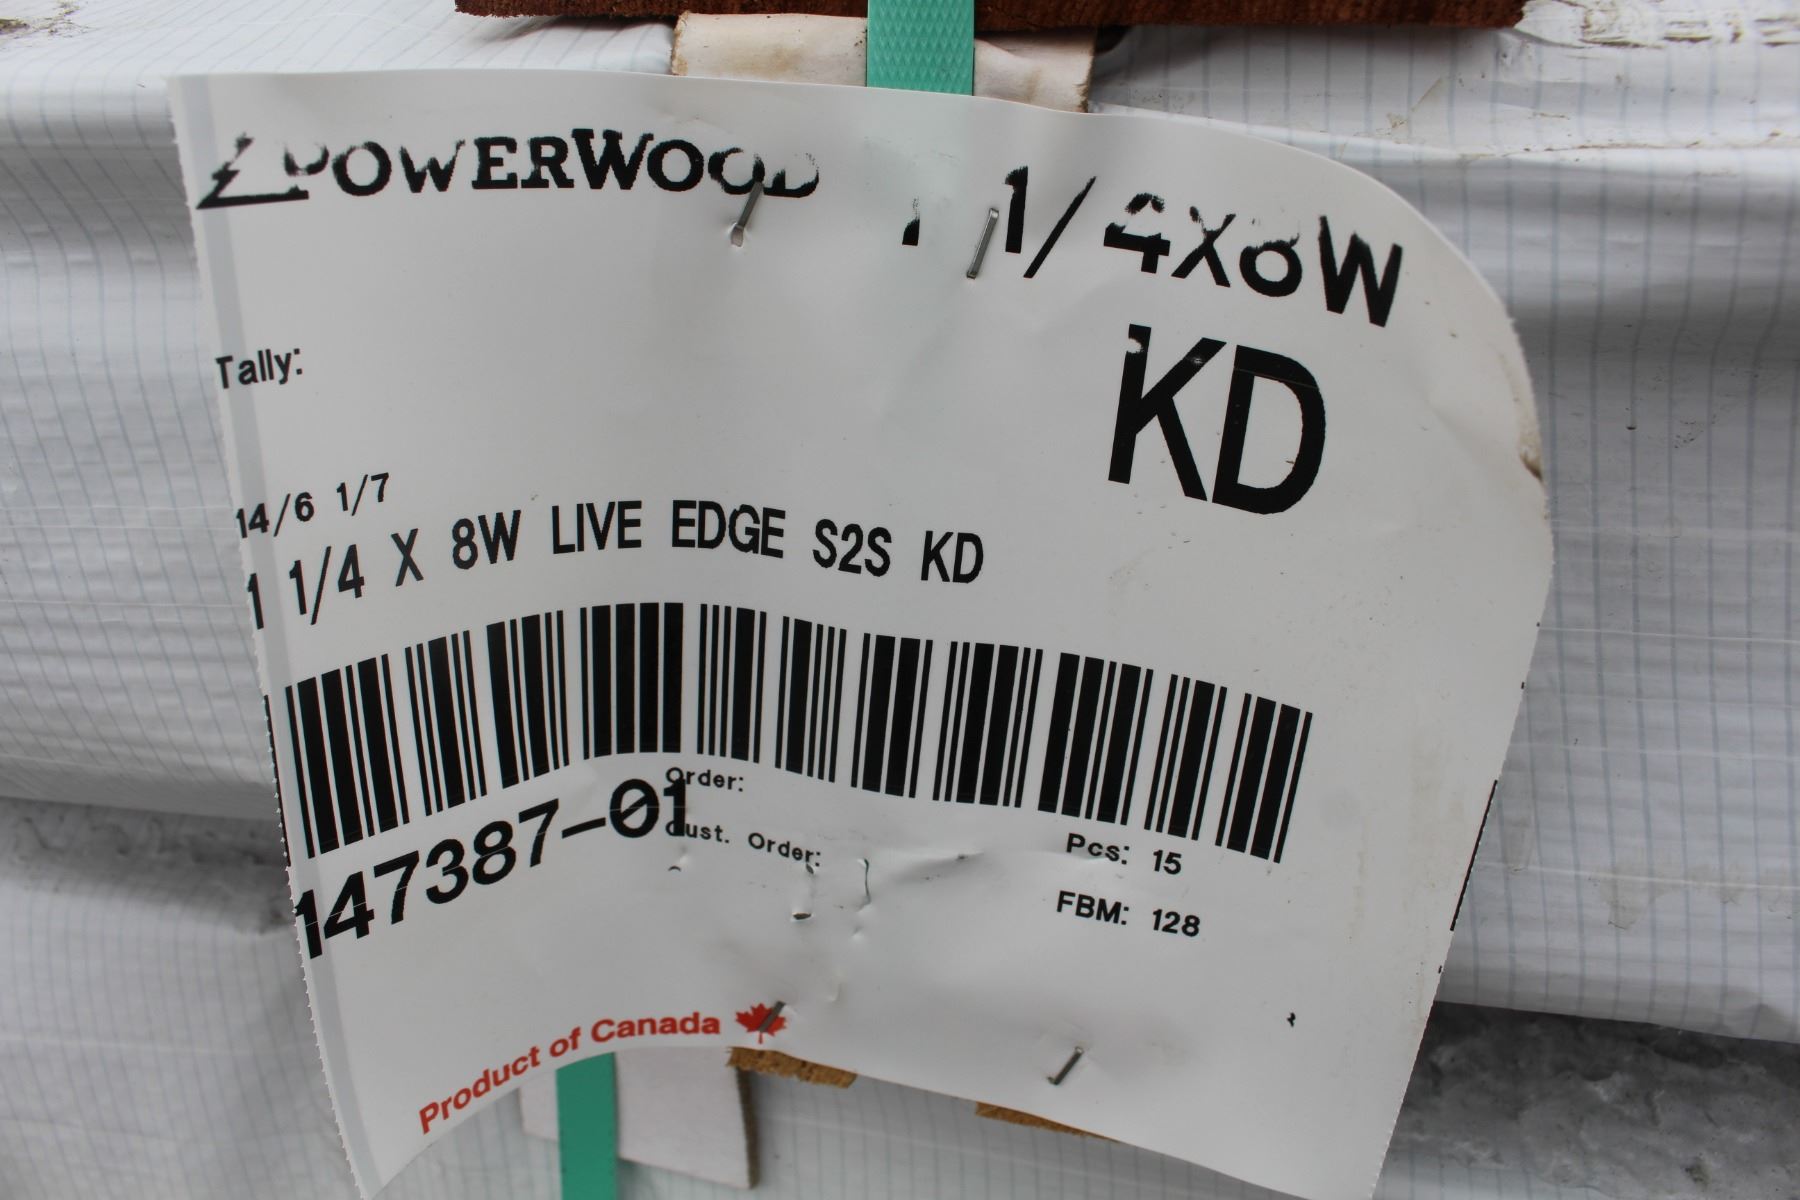 POWERWOOD
1 1/4X8W
KD
Tally:
14/6 1/7
1 1/4 X 8W LIVE EDGE S2S KD
147387-01
Order:
Cust. Order:
Pcs: 15
FBM: 128
Product of Canada